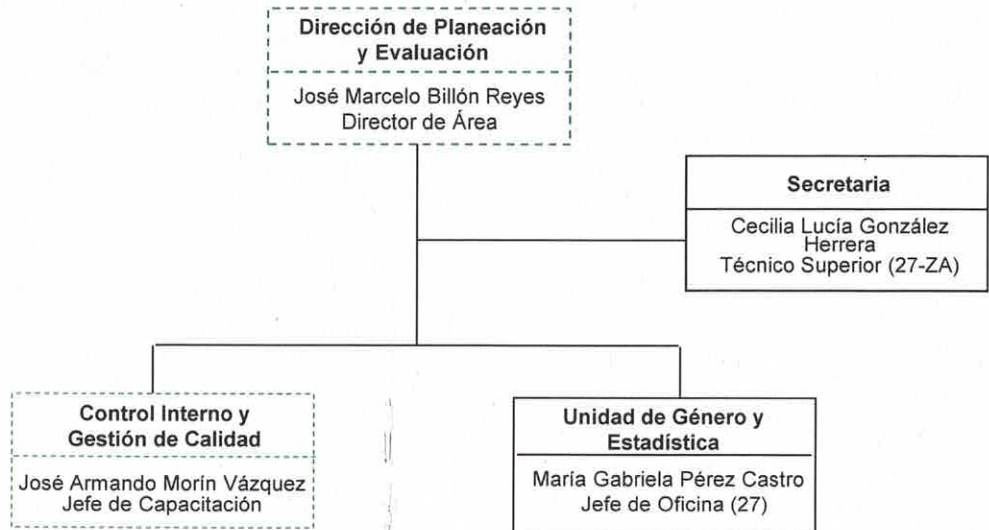 Dirección de Planeación
y Evaluación
José Marcelo Billón Reyes
Director de Área
Secretaria
Cecilia Lucía González
Herrera
Técnico Superior (27-ZA)
Control Interno y
Gestión de Calidad
José Armando Morín Vázquez
Jefe de Capacitación
Unidad de Género y
Estadística
María Gabriela Pérez Castro
Jefe de Oficina (27)